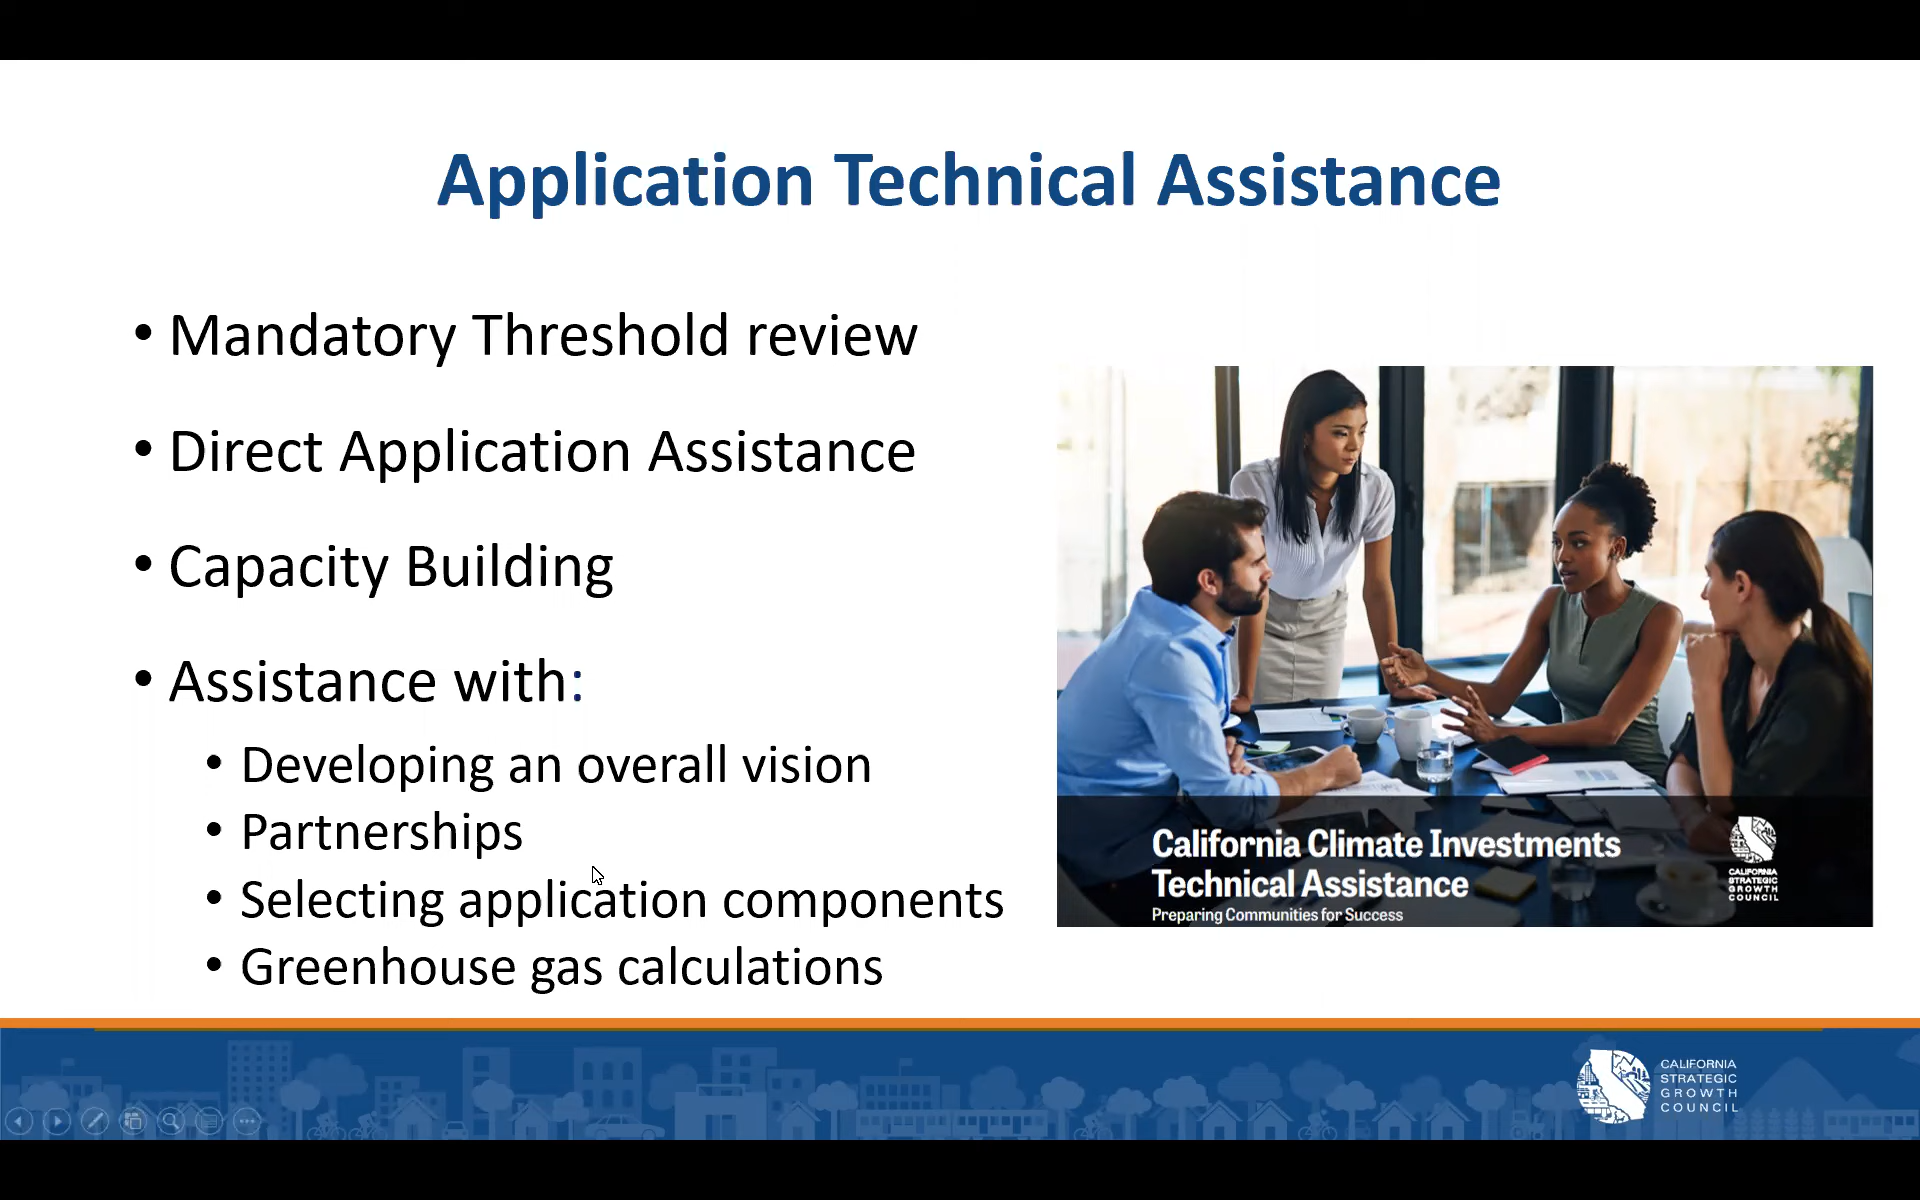 Application Technical Assistance
• Mandatory Threshold review
• Direct Application Assistance
• Capacity Building
• Assistance with:
• Developing an overall vision
• Partnerships
• Selecting application components
• Greenhouse gas calculations
California Climate Investments
Technical Assistance
Preparing Communities for Success
CALIFORNIA
STRATEGIC
GROWTH
COUNCIL
CALIFORNIA
STRATEGIC
GROWTH
COUNCIL